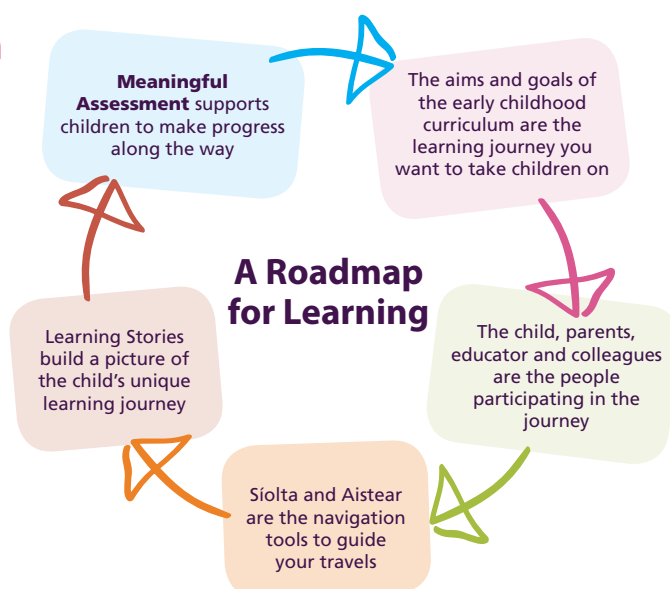 A Roadmap
for Learning
Meaningful
Assessment supports
children to make progress
along the way
The aims and goals of
the early childhood
curriculum are the
learning journey you
want to take children on
The child, parents,
educator and colleagues
are the people
participating in the
journey
Síolta and Aistear
are the navigation
tools to guide
your travels
Learning Stories
build a picture of
the child’s unique
learning journey